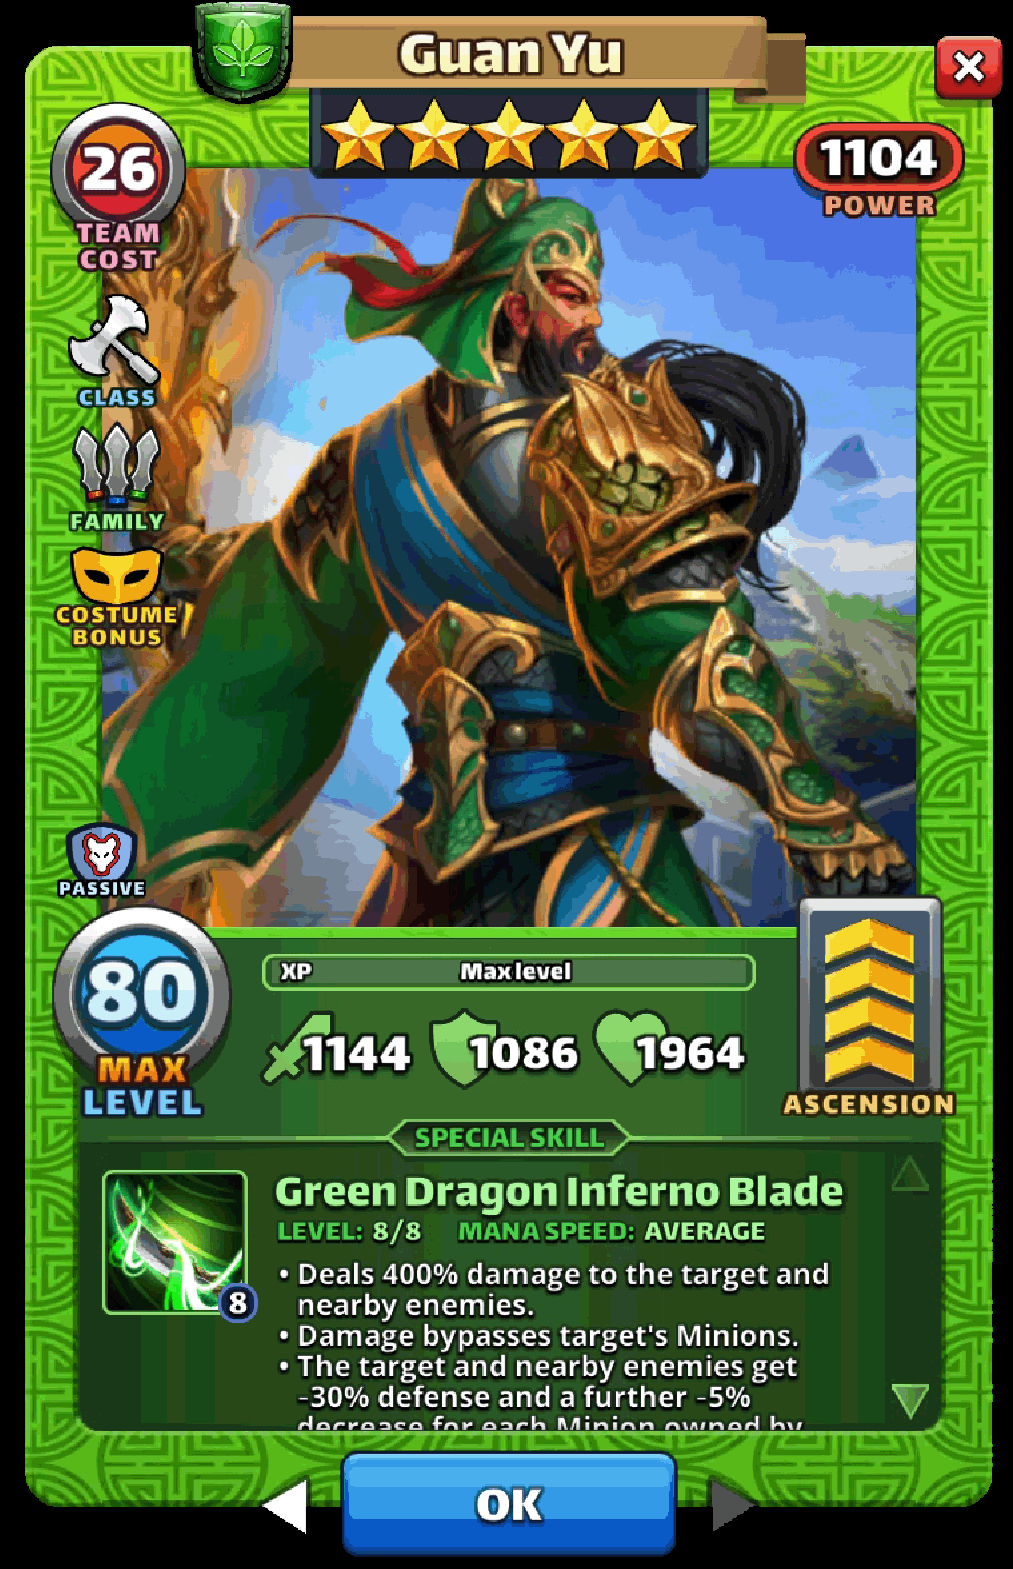 Guan Yu
26
TEAM
COST
1104
POWER
CLASS
FAMILY
COSTUME
BONUS
PASSIVE
80
MAX
LEVEL
XP Max level
1144 1086 1964
ASCENSION
SPECIAL SKILL
Green Dragon Inferno Blade
LEVEL: 8/8 MANA SPEED: AVERAGE
8
• Deals 400% damage to the target and
nearby enemies.
• Damage bypasses target's Minions.
• The target and nearby enemies get
-30% defense and a further -5%
decrease for each Minion owned by
OK